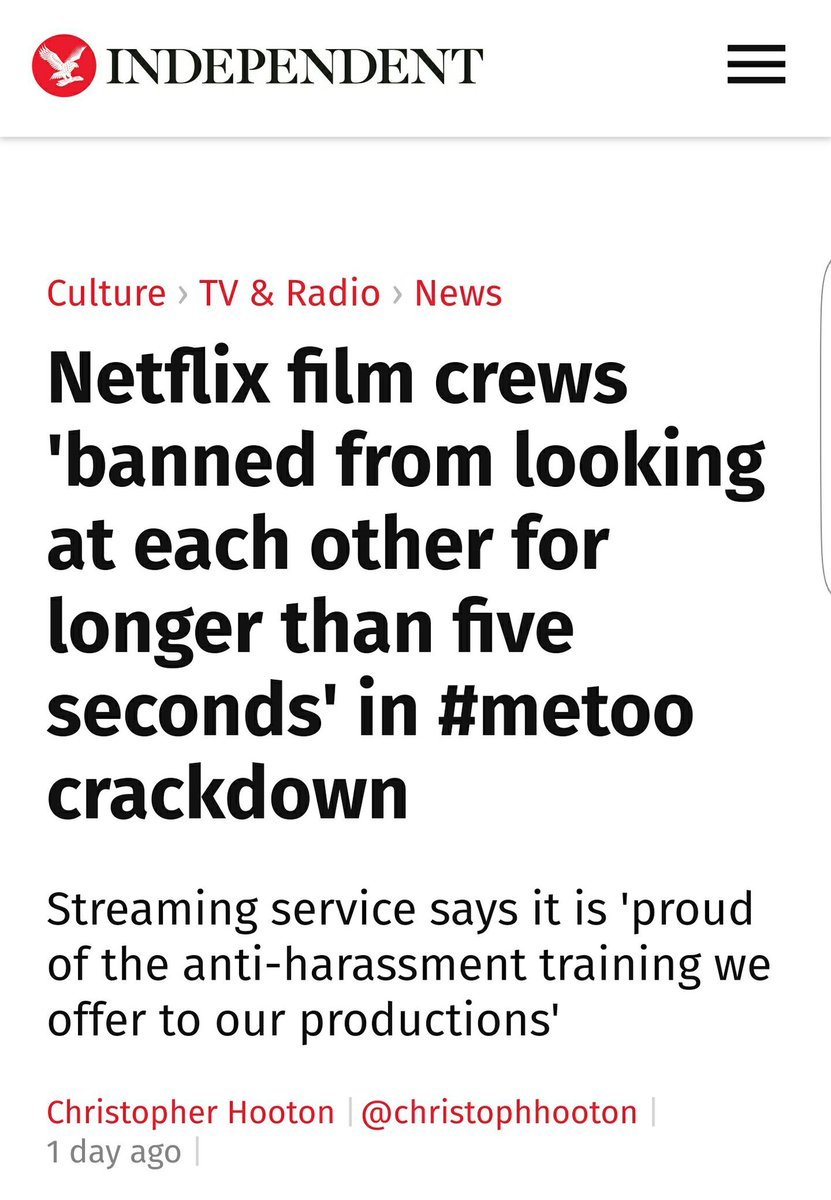 INDEPENDENT
Culture › TV & Radio › News
Netflix film crews
'banned from looking
at each other for
longer than five
seconds' in #metoo
crackdown
Streaming service says it is 'proud
of the anti-harassment training we
offer to our productions'
Christopher Hooton | @christophhooton |
1 day ago |